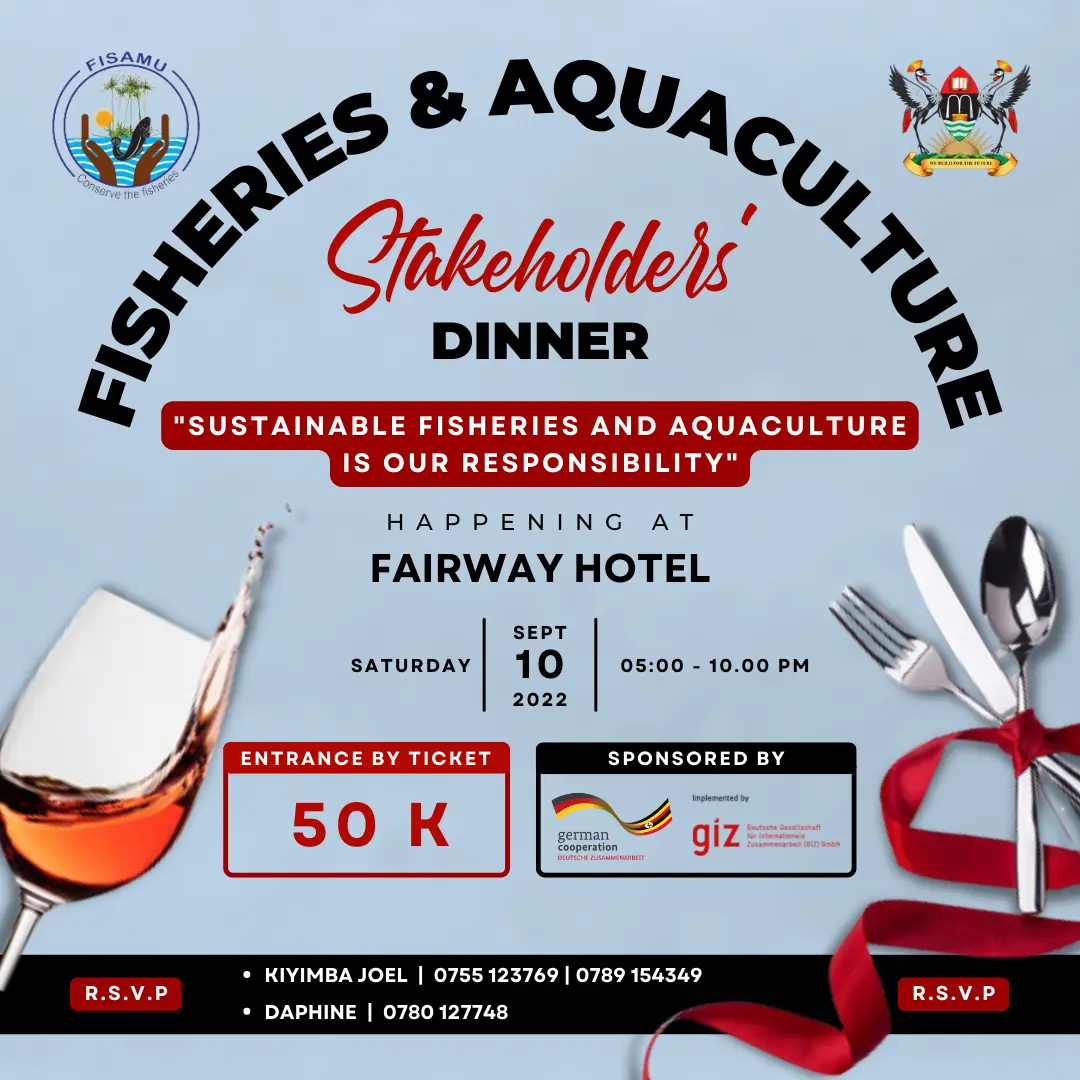 FISAMU
Conserve the fisheries
WE BUILD FOR THE FUTURE
FISHERIES & AQUACULTURE
Stakeholders'
DINNER
"SUSTAINABLE FISHERIES AND AQUACULTURE
IS OUR RESPONSIBILITY"
HAPPENING AT
FAIRWAY HOTEL
SATURDAY
SEPT
10
2022
05:00 - 10.00 PM
ENTRANCE BY TICKET
50 K
SPONSORED BY
german
cooperation
DEUTSCHE ZUSAMMENARBEIT
Implemented by
giz
Deutsche Gesellschaft
für Internationale
Zusammenarbeit (GIZ) GmbH
R.S.V.P
• KIYIMBA JOEL | 0755 123769 | 0789 154349
• DAPHINE | 0780 127748
R.S.V.P